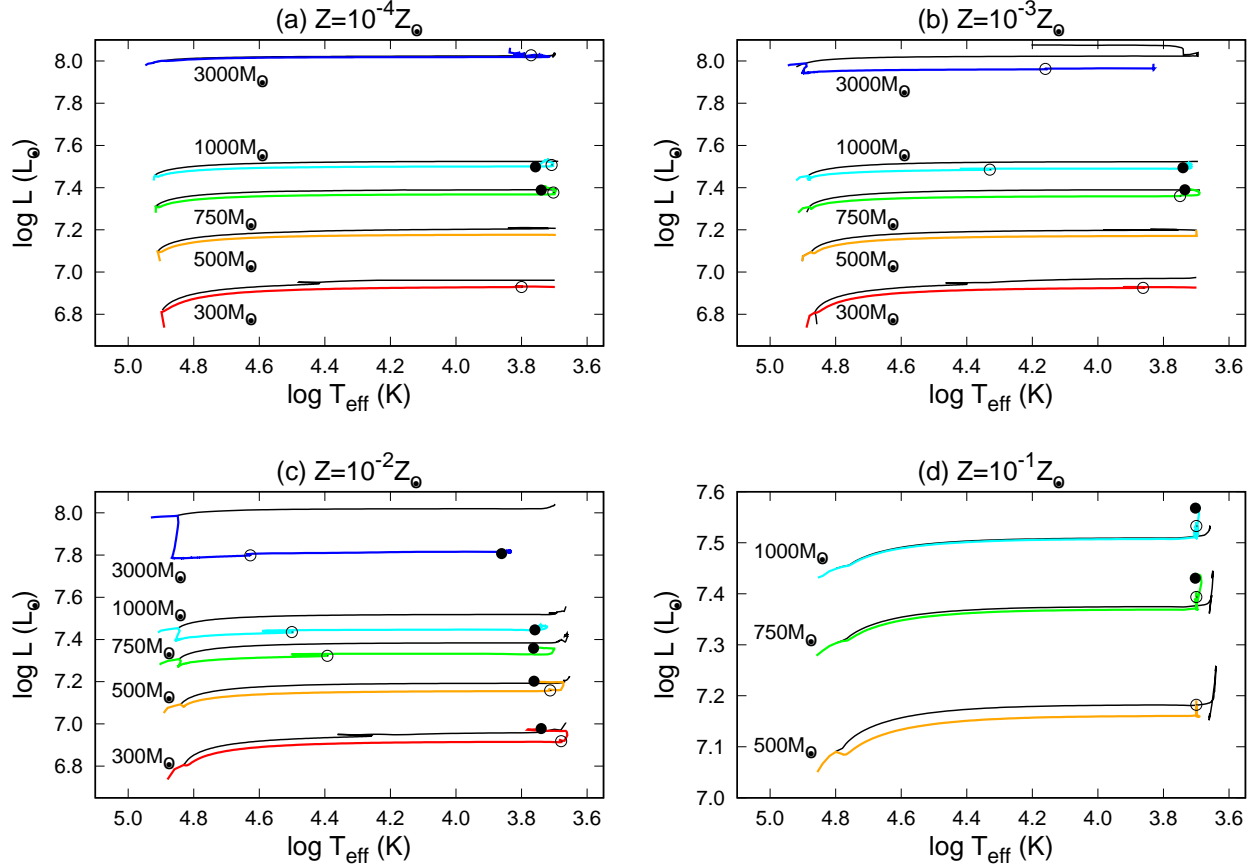 (a) Z=10⁻⁴Z☉
log L (L☉)
8.0
7.8
7.6
7.4
7.2
7.0
6.8
3000M☉
1000M☉
750M☉
500M☉
300M☉
5.0 4.8 4.6 4.4 4.2 4.0 3.8 3.6
log T_eff (K)
(b) Z=10⁻³Z☉
log L (L☉)
8.0
7.8
7.6
7.4
7.2
7.0
6.8
3000M☉
1000M☉
750M☉
500M☉
300M☉
5.0 4.8 4.6 4.4 4.2 4.0 3.8 3.6
log T_eff (K)
(c) Z=10⁻²Z☉
log L (L☉)
8.0
7.8
7.6
7.4
7.2
7.0
6.8
3000M☉
1000M☉
750M☉
500M☉
300M☉
5.0 4.8 4.6 4.4 4.2 4.0 3.8 3.6
log T_eff (K)
(d) Z=10⁻¹Z☉
log L (L☉)
7.6
7.5
7.4
7.3
7.2
7.1
7.0
1000M☉
750M☉
500M☉
5.0 4.8 4.6 4.4 4.2 4.0 3.8 3.6
log T_eff (K)